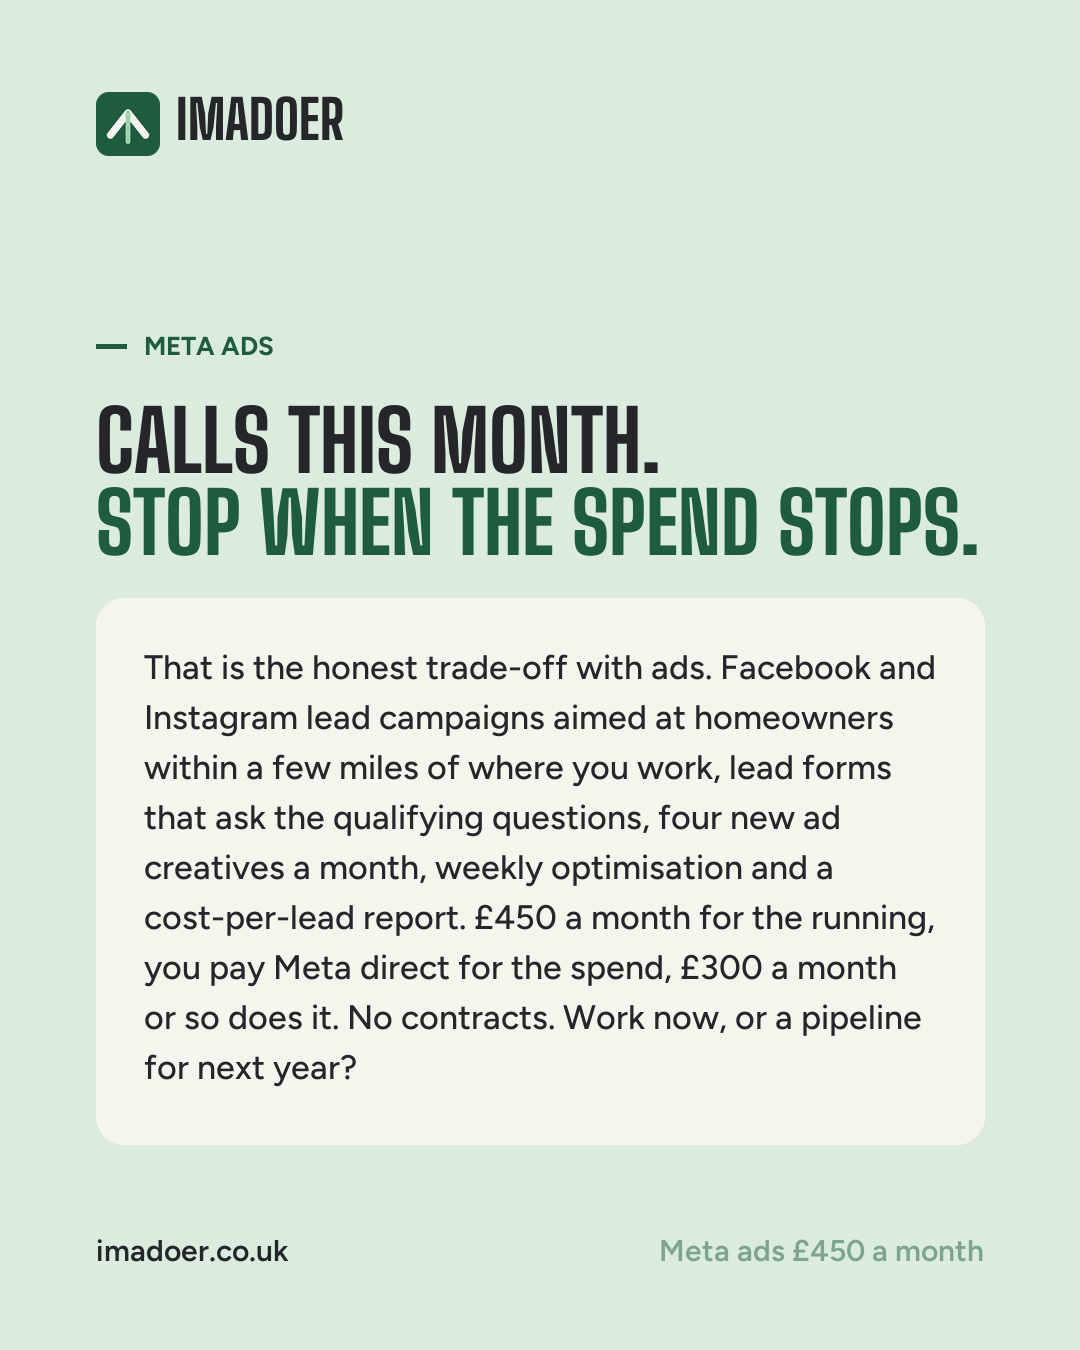 IMADOER
META ADS
CALLS THIS MONTH.
STOP WHEN THE SPEND STOPS.
That is the honest trade-off with ads. Facebook and
Instagram lead campaigns aimed at homeowners
within a few miles of where you work, lead forms
that ask the qualifying questions, four new ad
creatives a month, weekly optimisation and a
cost-per-lead report. £450 a month for the running,
you pay Meta direct for the spend, £300 a month
or so does it. No contracts. Work now, or a pipeline
for next year?
imadoer.co.uk
Meta ads £450 a month